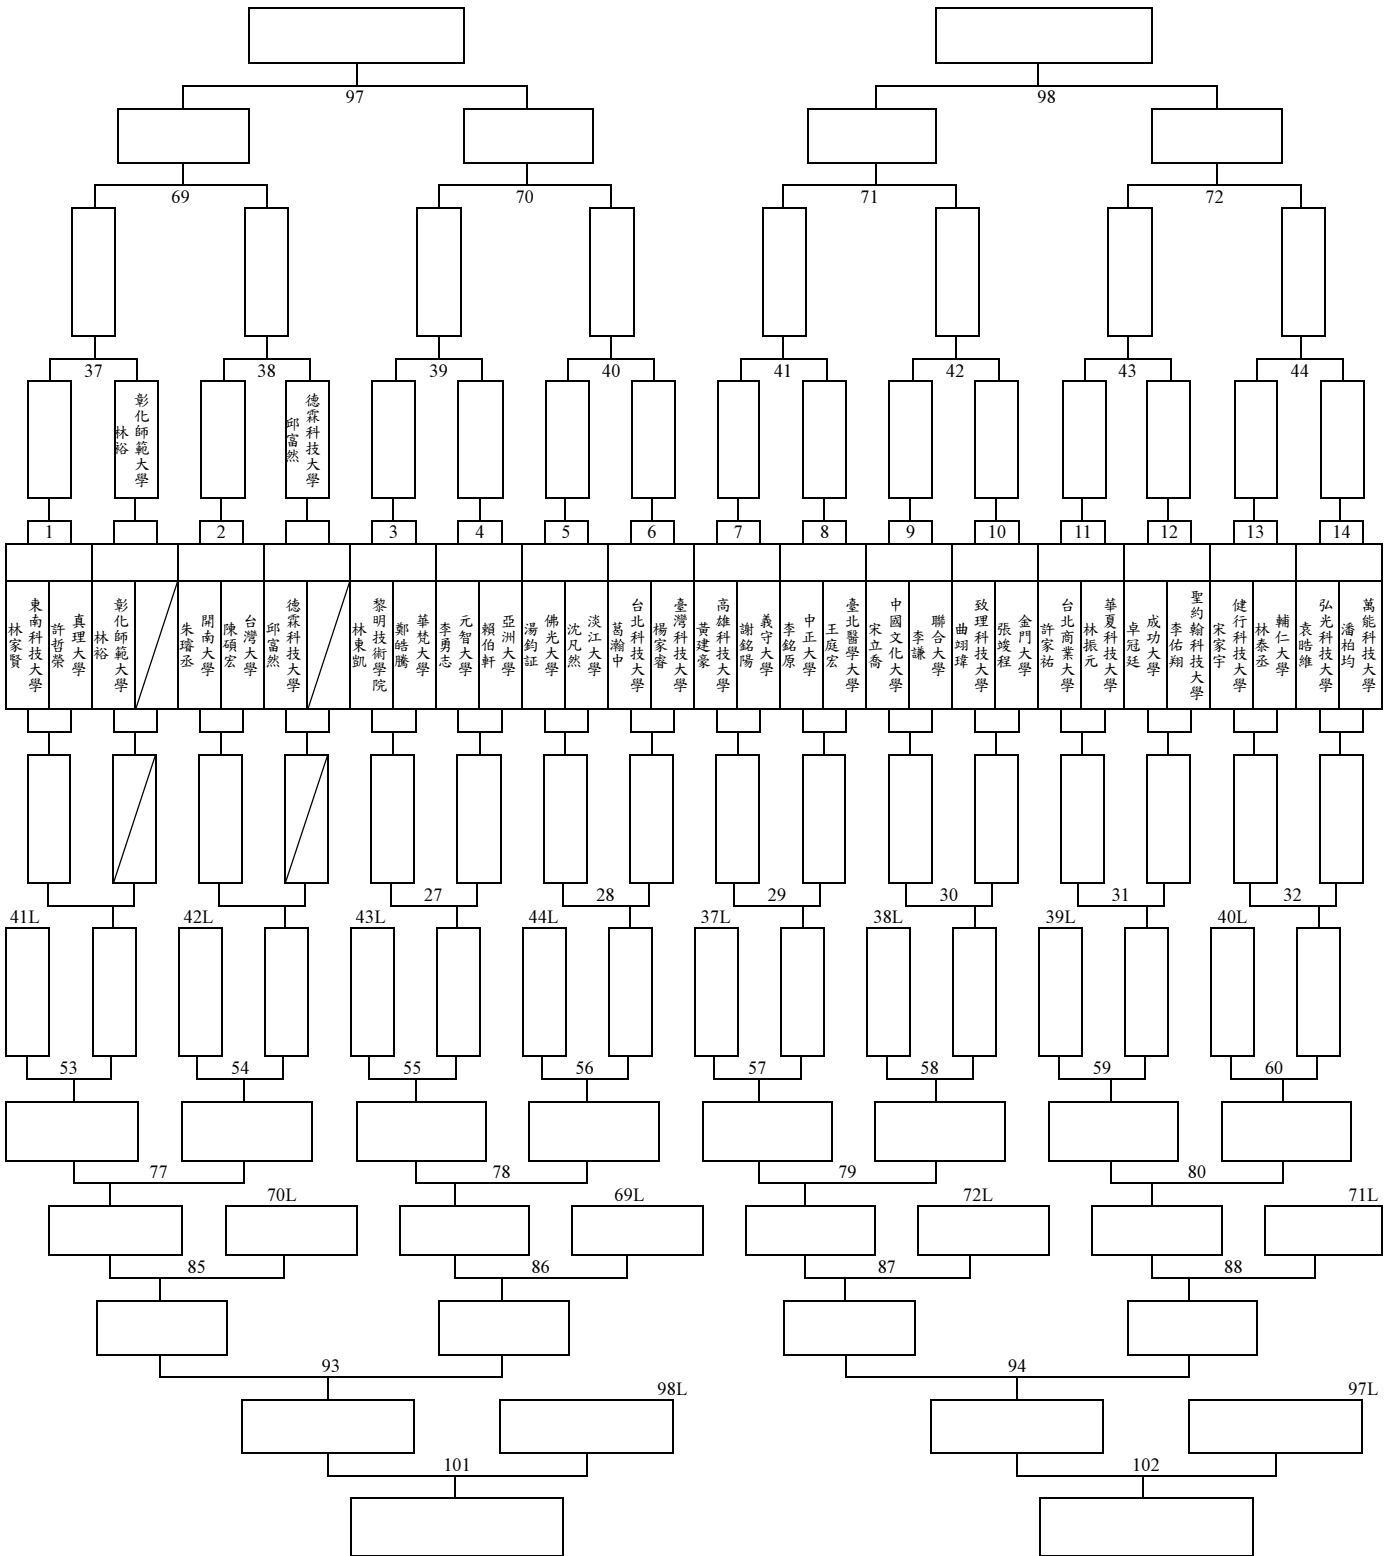 97
98
69
70
71
72
37
38
39
40
41
42
43
44
彰化師範大學
林裕
德霖科技大學
邱富然
1
2
3
4
5
6
7
8
9
10
11
12
13
14
東南科技大學
林家賢
真理大學
許哲榮
彰化師範大學
林裕
開南大學
朱瓊丞
台灣大學
陳碩宏
德霖科技大學
邱富然
黎明技術學院
林東凱
華梵大學
鄭皓騰
元智大學
李勇志
亞洲大學
賴伯軒
佛光大學
湯鈞証
淡江大學
沈凡然
台北科技大學
葛瀚中
臺灣科技大學
楊家睿
高雄科技大學
黃建豪
義守大學
謝銘陽
中正大學
李銘原
臺北醫學大學
王庭宏
中國文化大學
宋立喬
聯合大學
李謙
致理科技大學
曲翊瑋
金門大學
張竣程
台北商業大學
許家祐
華夏科技大學
林振元
成功大學
卓冠廷
聖約翰科技大學
李佑翔
健行科技大學
宋家宇
輔仁大學
林泰丞
弘光科技大學
袁晧維
萬能科技大學
潘柏均
27
28
29
30
31
32
41L
42L
43L
44L
37L
38L
39L
40L
53
54
55
56
57
58
59
60
77
78
79
80
70L
69L
72L
71L
85
86
87
88
93
94
98L
97L
101
102